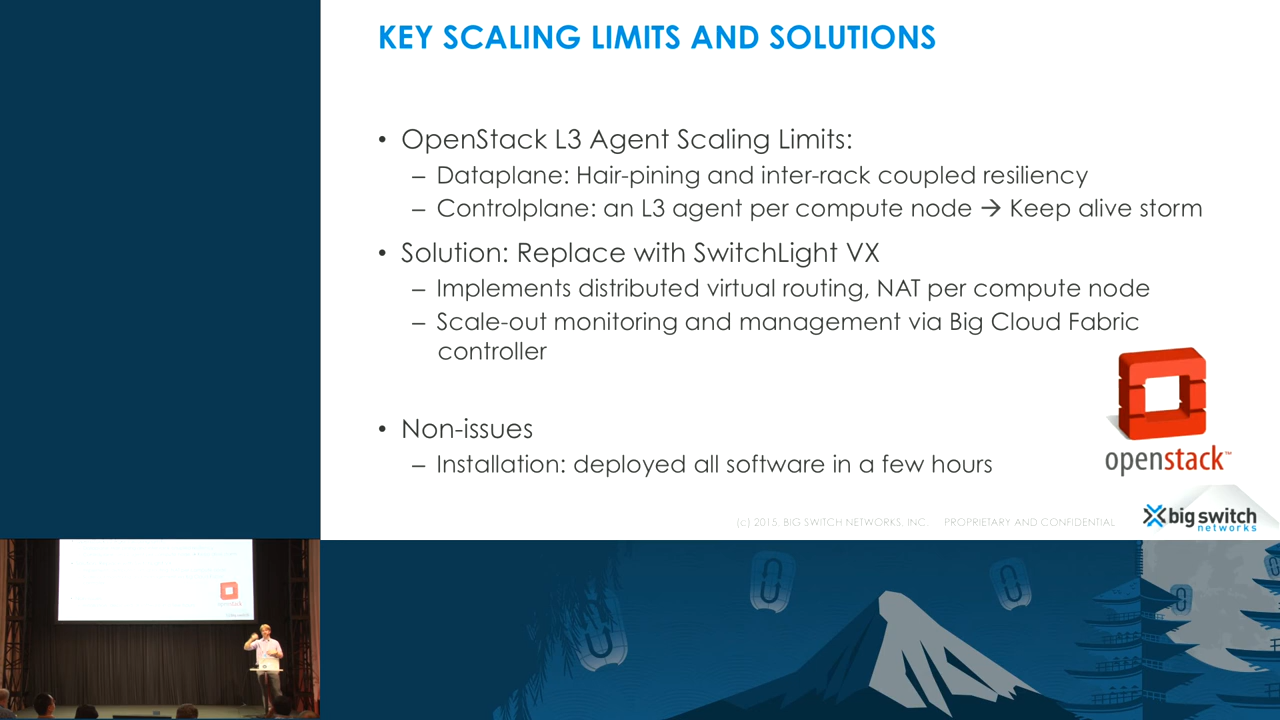 KEY SCALING LIMITS AND SOLUTIONS
• OpenStack L3 Agent Scaling Limits:
– Dataplane: Hair-pining and inter-rack coupled resiliency
– Controlplane: an L3 agent per compute node → Keep alive storm
• Solution: Replace with SwitchLight VX
– Implements distributed virtual routing, NAT per compute node
– Scale-out monitoring and management via Big Cloud Fabric
controller
• Non-issues
– Installation: deployed all software in a few hours
openstack™
(c) 2015, BIG SWITCH NETWORKS, INC. PROPRIETARY AND CONFIDENTIAL
big switch
networks